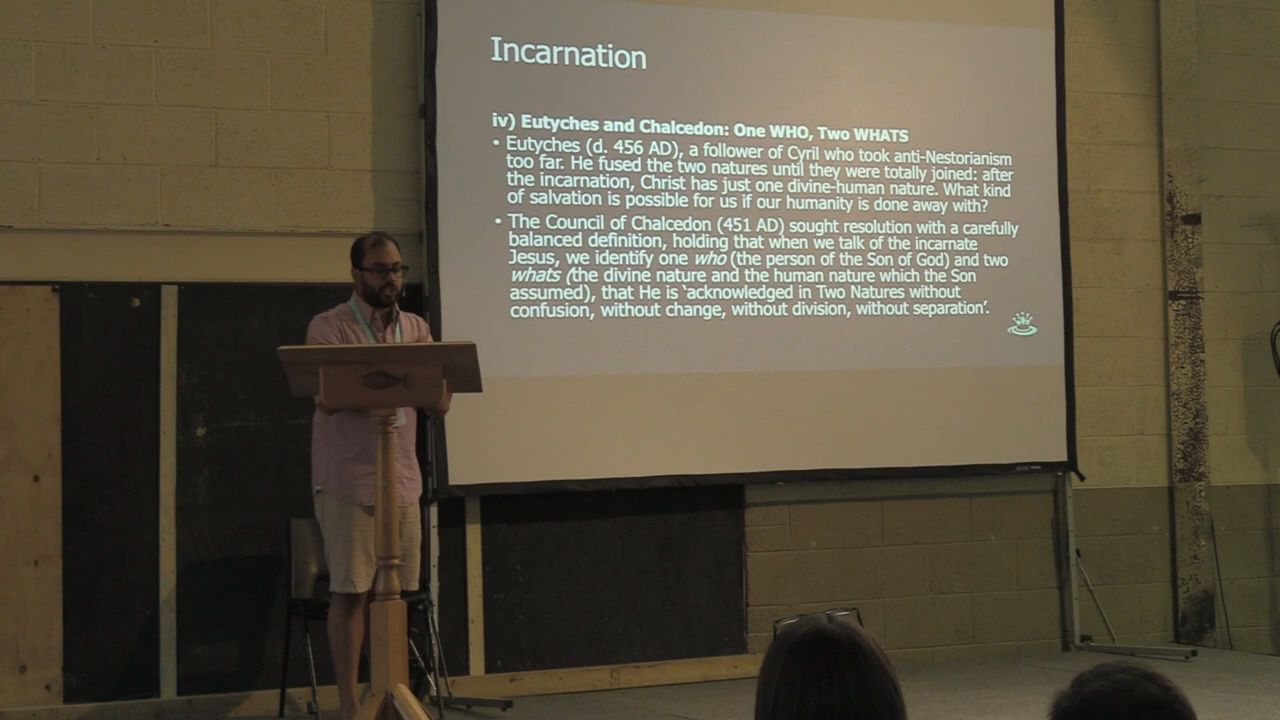 Incarnation
iv) Eutyches and Chalcedon: One WHO, Two WHATS
• Eutyches (d. 456 AD), a follower of Cyril who took anti-Nestorianism
too far. He fused the two natures until they were totally joined: after
the incarnation, Christ has just one divine-human nature. What kind
of salvation is possible for us if our humanity is done away with?
• The Council of Chalcedon (451 AD) sought resolution with a carefully
balanced definition, holding that when we talk of the incarnate
Jesus, we identify one who (the person of the Son of God) and two
whats (the divine nature and the human nature which the Son
assumed), that He is ‘acknowledged in Two Natures without
confusion, without change, without division, without separation’.